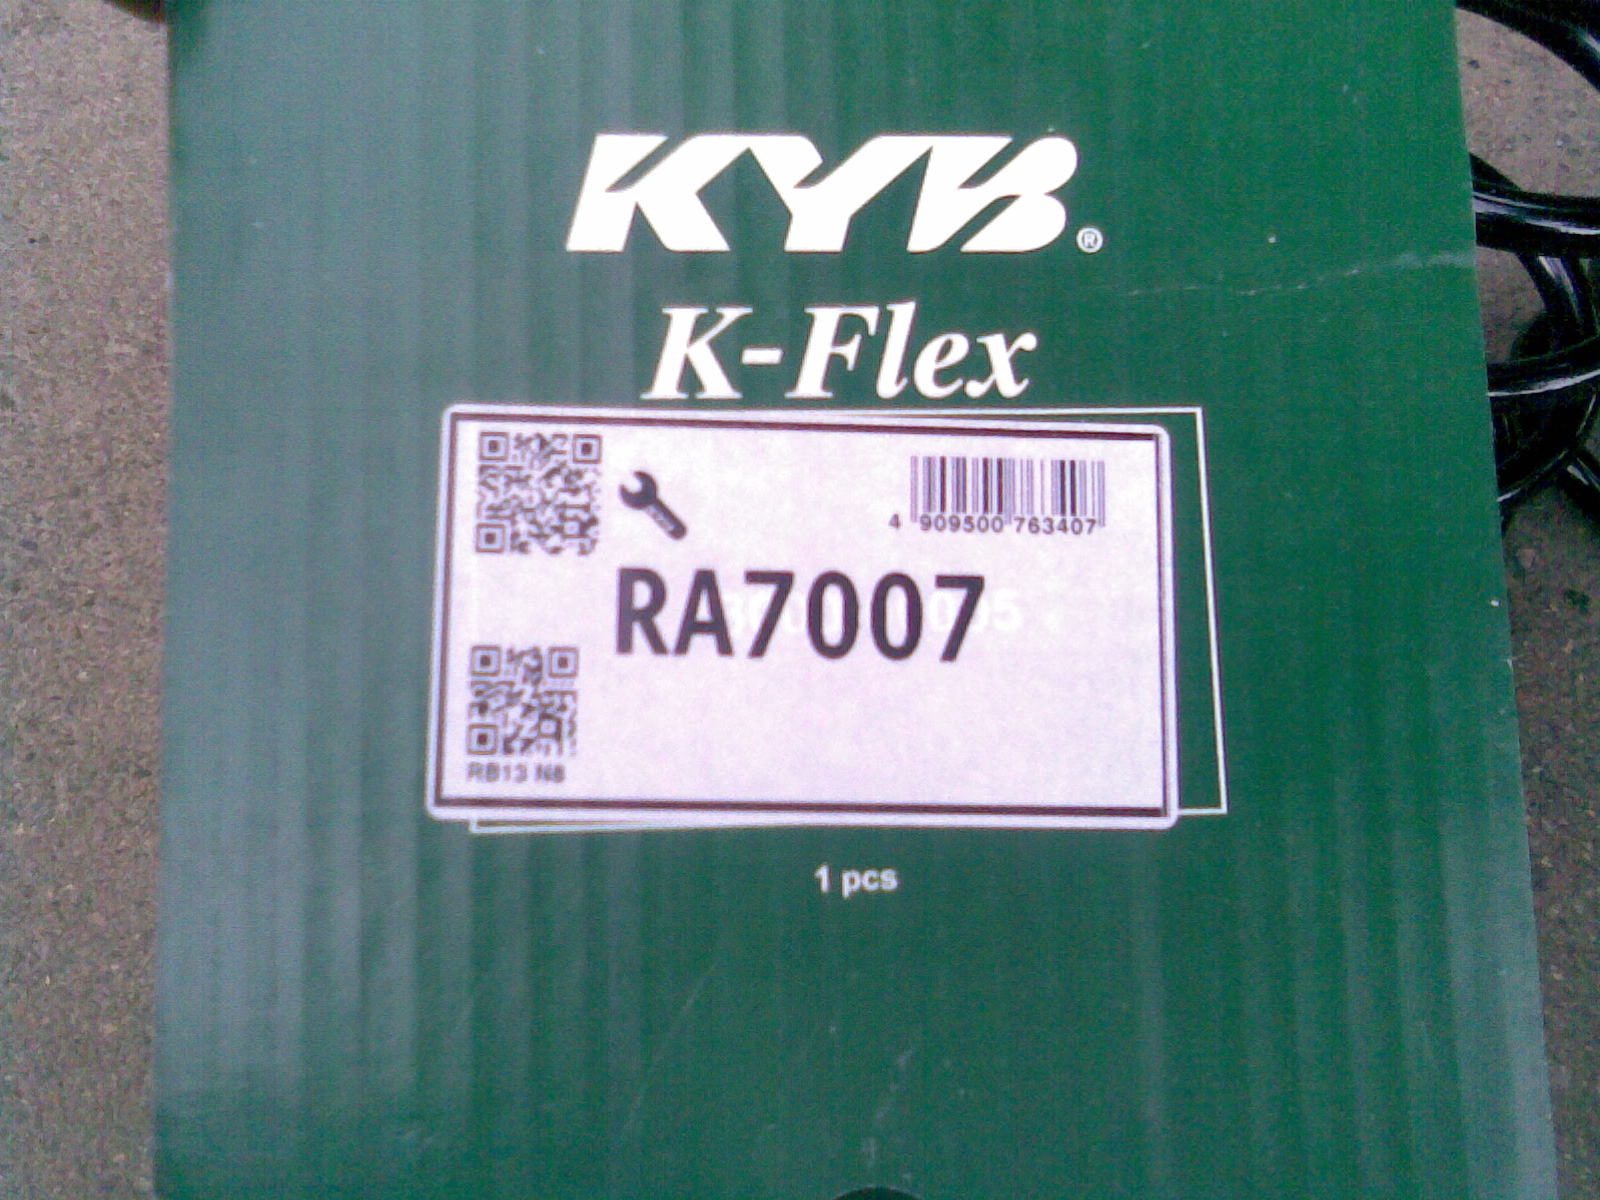 KYB®
K-Flex
4 909500 763407
RA7007
RB13 N8
1 pcs